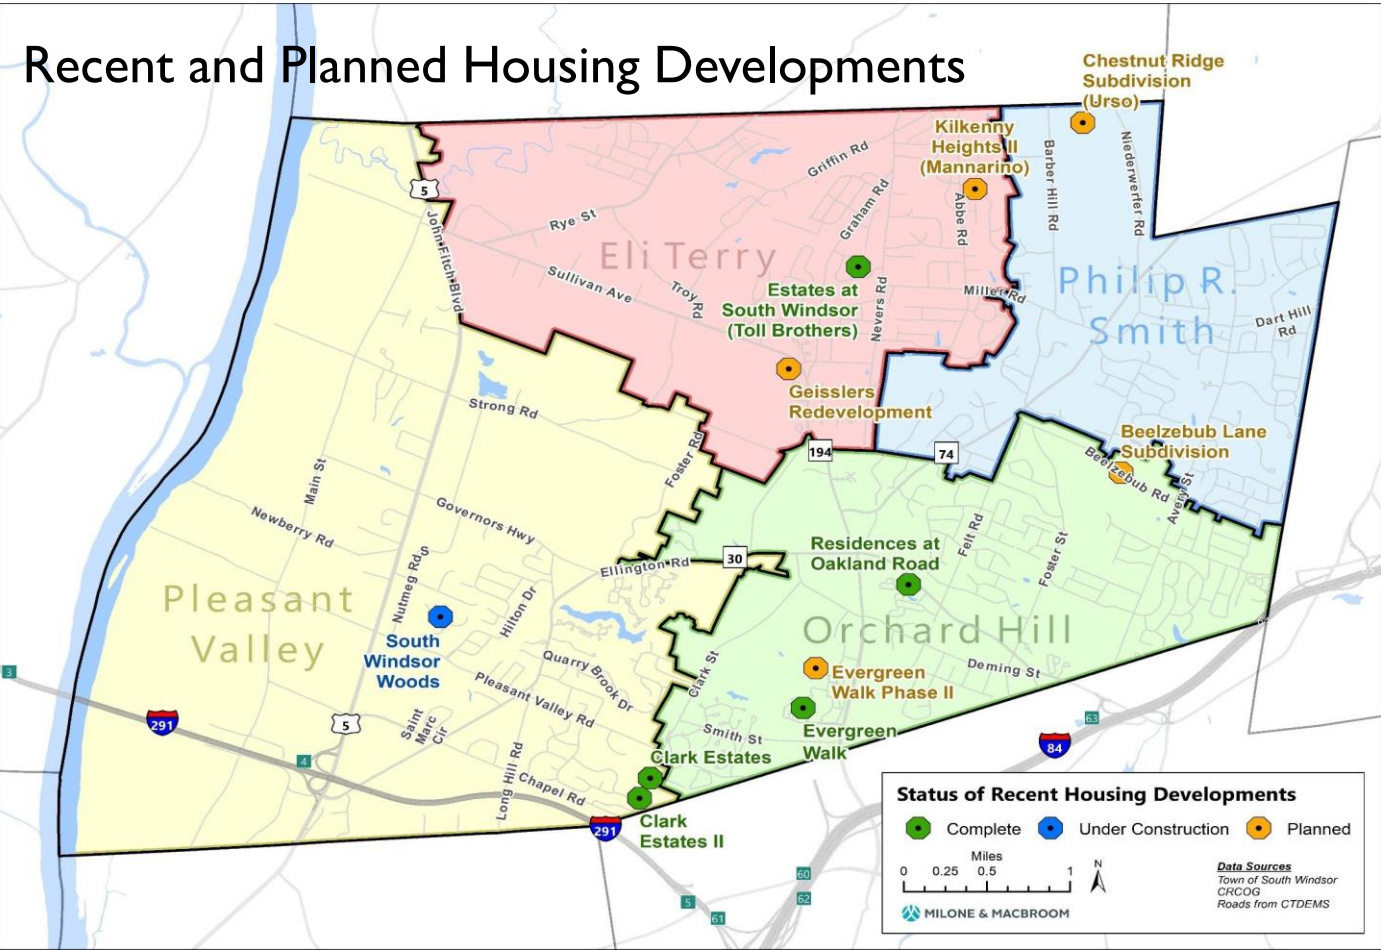 Recent and Planned Housing Developments
Chestnut Ridge
Subdivision
(Urso)
Kilkenny
Heights II
(Mannarino)
Griffin Rd
Graham Rd
Abbe Rd
Barber Hill Rd
Niederwerfer Rd
5
John Fitch Blvd
Rye St
Eli Terry
Sullivan Ave
Troy Rd
Estates at
South Windsor
(Toll Brothers)
Nevers Rd
Miller Rd
Philip R.
Smith
Dart Hill
Rd
Geisslers
Redevelopment
Strong Rd
Foster Rd
194
74
Beelzebub Lane
Subdivision
Beelzebub Rd
Avery St
Main St
Newberry Rd
Governors Hwy
Nutmeg Rd S
Ellington Rd
30
Residences at
Oakland Road
Felt Rd
Foster St
Pleasant
Valley
Hilton Dr
South
Windsor
Woods
Orchard Hill
Quarry Brook Dr
Clark St
Evergreen
Walk Phase II
Deming St
3
291
5
Saint
Marc
Cir
Pleasant Valley Rd
Smith St
Evergreen
Walk
63
84
4
Long Hill Rd
Chapel Rd
Clark Estates
Clark
Estates II
291
60
62
5
61
Status of Recent Housing Developments
Complete
Under Construction
Planned
Miles
0 0.25 0.5 1
N
Data Sources
Town of South Windsor
CRCOG
Roads from CTDEMS
MILONE & MACBROOM